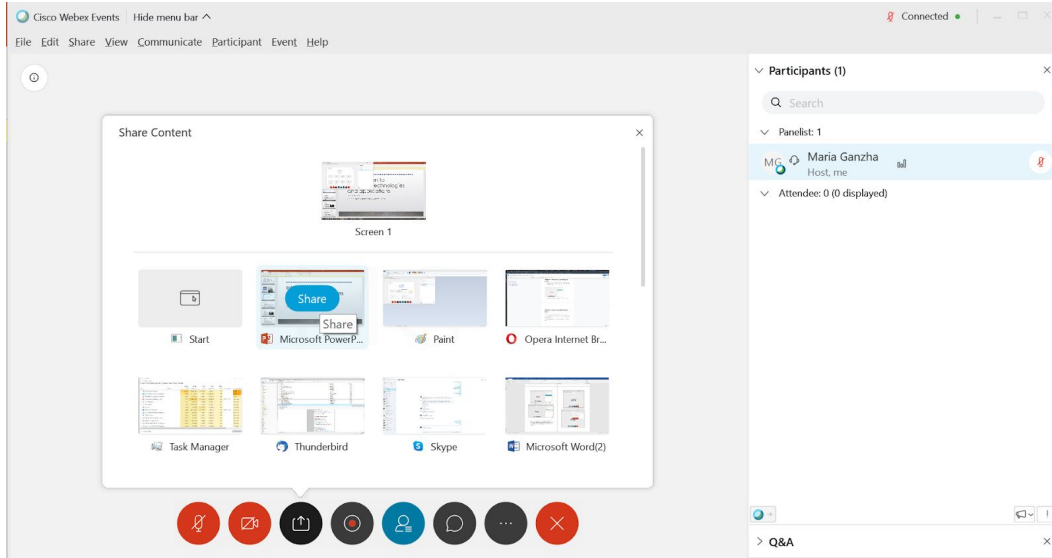 Cisco Webex Events Hide menu bar
Connected
File Edit Share View Communicate Participant Event Help
Participants (1)
Search
Panelist: 1
MG Maria Ganzha
Host, me
Attendee: 0 (0 displayed)
Share Content
Screen 1
Share
Share
Start Microsoft PowerP... Paint Opera Internet Br...
Task Manager Thunderbird Skype Microsoft Word(2)
Q&A